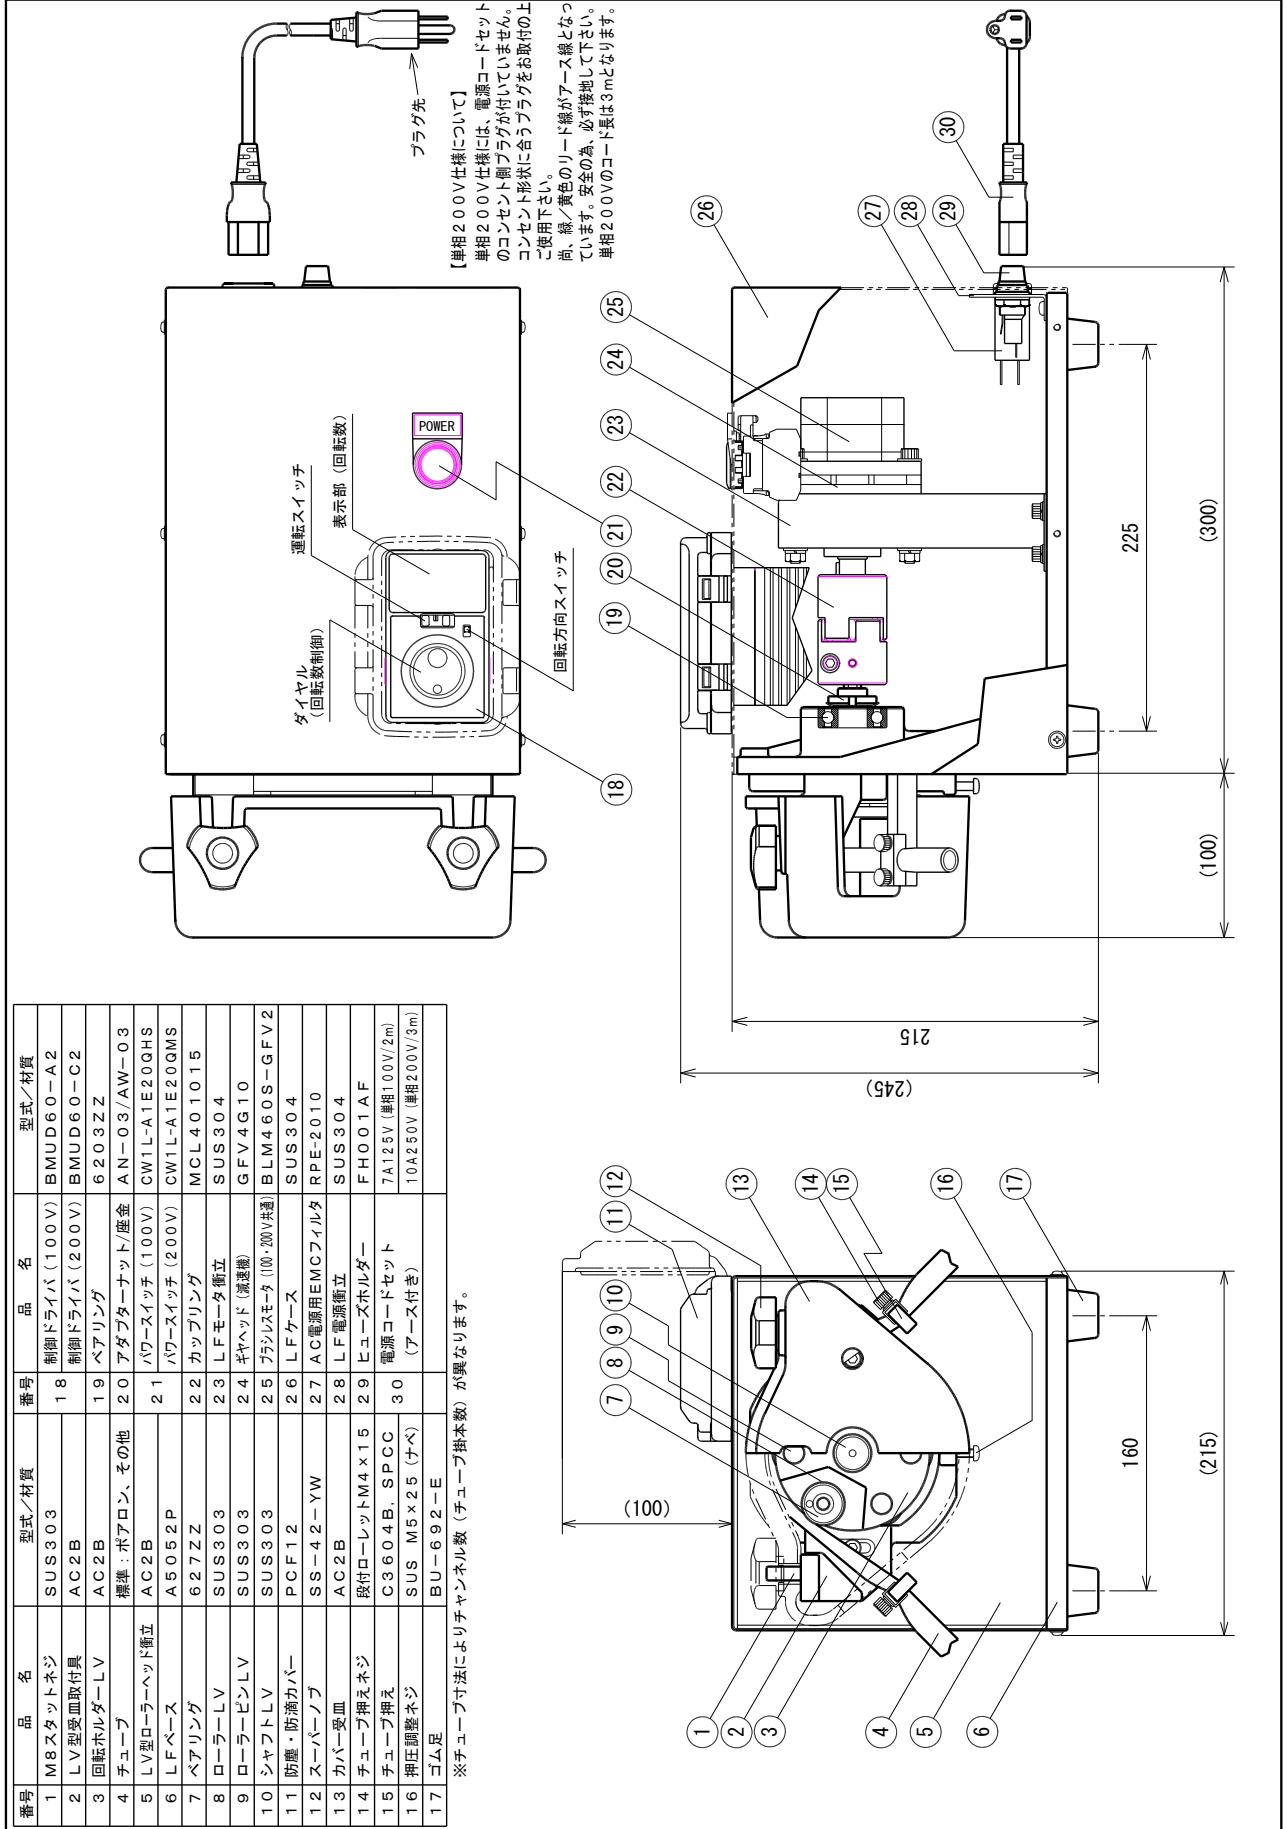 番号 品　名 型式／材質 番号 品　名 型式／材質
1 Ｍ８スタットネジ ＳＵＳ３０３ １８ 制御ドライバ（１００Ｖ） ＢＭＵＤ６０－Ａ２
2 ＬＶ型受皿取付具 ＡＣ２Ｂ 制御ドライバ（２００Ｖ） ＢＭＵＤ６０－Ｃ２
3 回転ホルダーＬＶ ＡＣ２Ｂ １９ ベアリング ６２０３ＺＺ
4 チューブ 標準：ポアロン、その他 ２０ アダプターナット/座金 ＡＮ－０３/ＡＷ－０３
5 ＬＶ型ローラーヘッド衝立 ＡＣ２Ｂ ２１ パワースイッチ（１００Ｖ） ＣＷ１Ｌ-Ａ１Ｅ２０ＱＨＳ
6 ＬＦベース Ａ５０５２Ｐ パワースイッチ（２００Ｖ） ＣＷ１Ｌ-Ａ１Ｅ２０ＱＭＳ
7 ベアリング ６２７ＺＺ ２２ カップリング ＭＣＬ４０１０１５
8 ローラーＬＶ ＳＵＳ３０３ ２３ ＬＦモータ衝立 ＳＵＳ３０４
9 ローラーピンＬＶ ＳＵＳ３０３ ２４ ギヤヘッド（減速機） ＧＦＶ４Ｇ１０
10 シャフトＬＶ ＳＵＳ３０３ ２５ ブラシレスモータ（100・200Ｖ共通） ＢＬＭ４６０Ｓ－ＧＦＶ２
11 防塵・防滴カバー ＰＣＦ１２ ２６ ＬＦケース ＳＵＳ３０４
12 スーパーノブ ＳＳ－４２－ＹＷ ２７ ＡＣ電源用ＥＭＣフィルタ ＲＰＥ-２０１０
13 カバー受皿 ＡＣ２Ｂ ２８ ＬＦ電源衝立 ＳＵＳ３０４
14 チューブ押えネジ 段付ローレットＭ４×１５ ２９ ヒューズホルダー ＦＨ００１ＡＦ
15 チューブ押え Ｃ３６０４Ｂ，ＳＰＣＣ ３０ 電源コードセット 7Ａ125Ｖ（単相100Ｖ/2m）
16 押圧調整ネジ ＳＵＳ Ｍ５×２５（ナベ） （アース付き） 10Ａ250Ｖ（単相200Ｖ/3m）
17 ゴム足 ＢＵ－６９２－Ｅ
※チューブ寸法によりチャンネル数（チューブ掛本数）が異なります。
ダイヤル
（回転数制御）
運転スイッチ
表示部（回転数）
回転方向スイッチ
POWER
プラグ先
18
21
【単相２００Ｖ仕様について】
単相２００Ｖ仕様には、電源コードセット
のコンセント側プラグが付いていません。
コンセント形状に合うプラグをお取付の上
ご使用下さい。
尚、緑／黄色のリード線がアース線となっ
ています。安全の為、必ず接地して下さい。
単相２００Ｖのコード長は３ｍとなります。
1
2
3
4
5
6
7
8
9
10
11
12
13
14
15
16
17
(100)
160
(215)
19
20
22
23
24
25
26
27
28
29
30
215
(245)
(100)
225
(300)